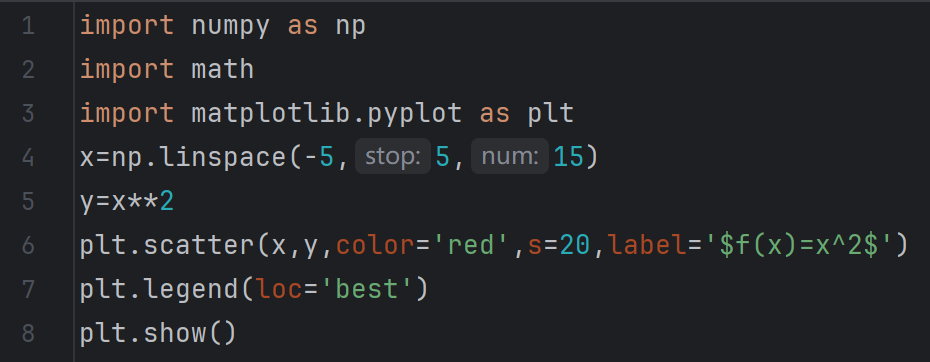 1 import numpy as np
2 import math
3 import matplotlib.pyplot as plt
4 x=np.linspace(-5, stop: 5, num: 15)
5 y=x**2
6 plt.scatter(x,y,color='red',s=20,label='$f(x)=x^2$')
7 plt.legend(loc='best')
8 plt.show()